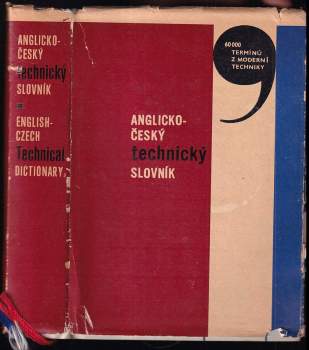 ANGLICKO-
ČESKÝ
technický
SLOVNÍK
ENGLISH-
CZECH
Technical
DICTIONARY
60 000
TERMÍNŮ
Z MODERNÍ
TECHNIKY
ANGLICKO-
ČESKÝ
technický
SLOVNÍK